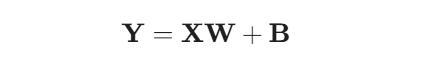 Y = XW + B